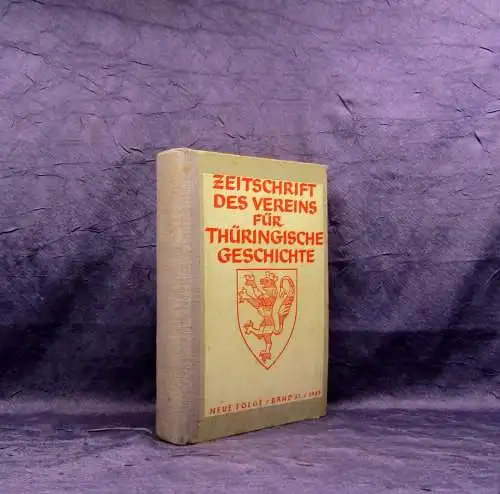 ZEITSCHRIFT
DES VEREINS
FÜR
THÜRINGISCHE
GESCHICHTE
NEUE FOLGE / BAND